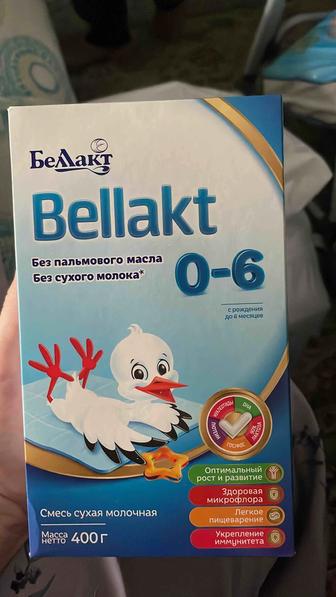 Беллакт
Bellakt
Без пальмового масла
Без сухого молока*
0-6
с рождения
до 6 месяцев
Оптимальный
рост и развитие
Здоровая
микрофлора
Легкое
пищеварение
Укрепление
иммунитета
Смесь сухая молочная
Масса
нетто 400 г